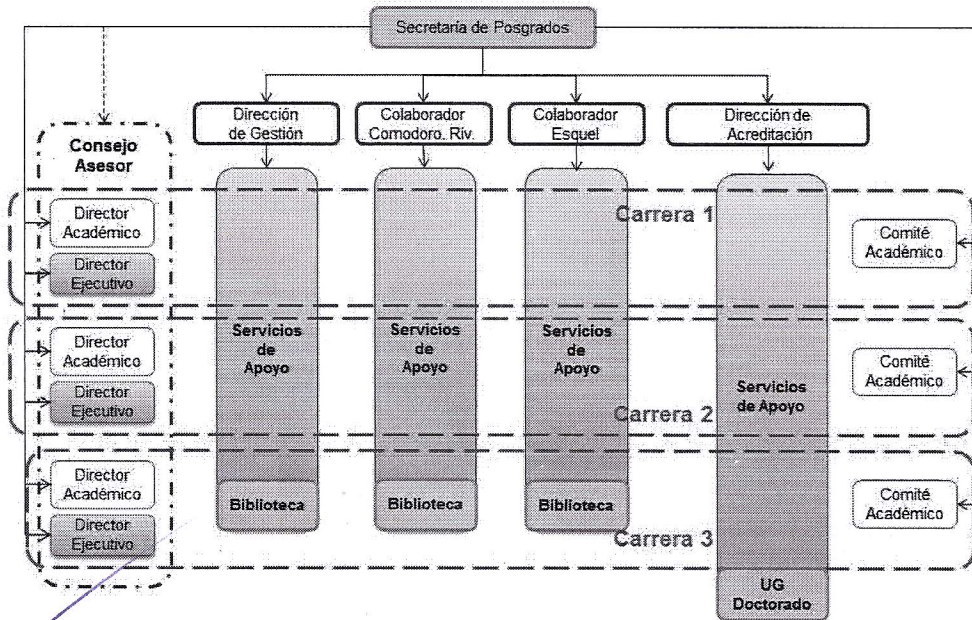 Secretaría de Posgrados
Dirección
de Gestión
Colaborador
Comodoro. Riv.
Colaborador
Esquel
Dirección de
Acreditación
Consejo
Asesor
Carrera 1
Director
Académico
Director
Ejecutivo
Comité
Académico
Servicios
de
Apoyo
Servicios
de
Apoyo
Servicios
de
Apoyo
Servicios
de Apoyo
Carrera 2
Director
Académico
Director
Ejecutivo
Comité
Académico
Director
Académico
Director
Ejecutivo
Biblioteca
Biblioteca
Biblioteca
Carrera 3
Comité
Académico
UG
Doctorado